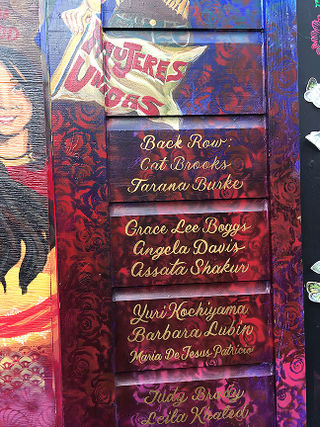 MUJERES
UNIDAS
Back Row:
Cat Brooks
Tarana Burke
Grace Lee Boggs
Angela Davis
Assata Shakur
Yuri Kochiyama
Barbara Lubin
Maria De Jesus Patricio
Judy Brady
Leila Khaled